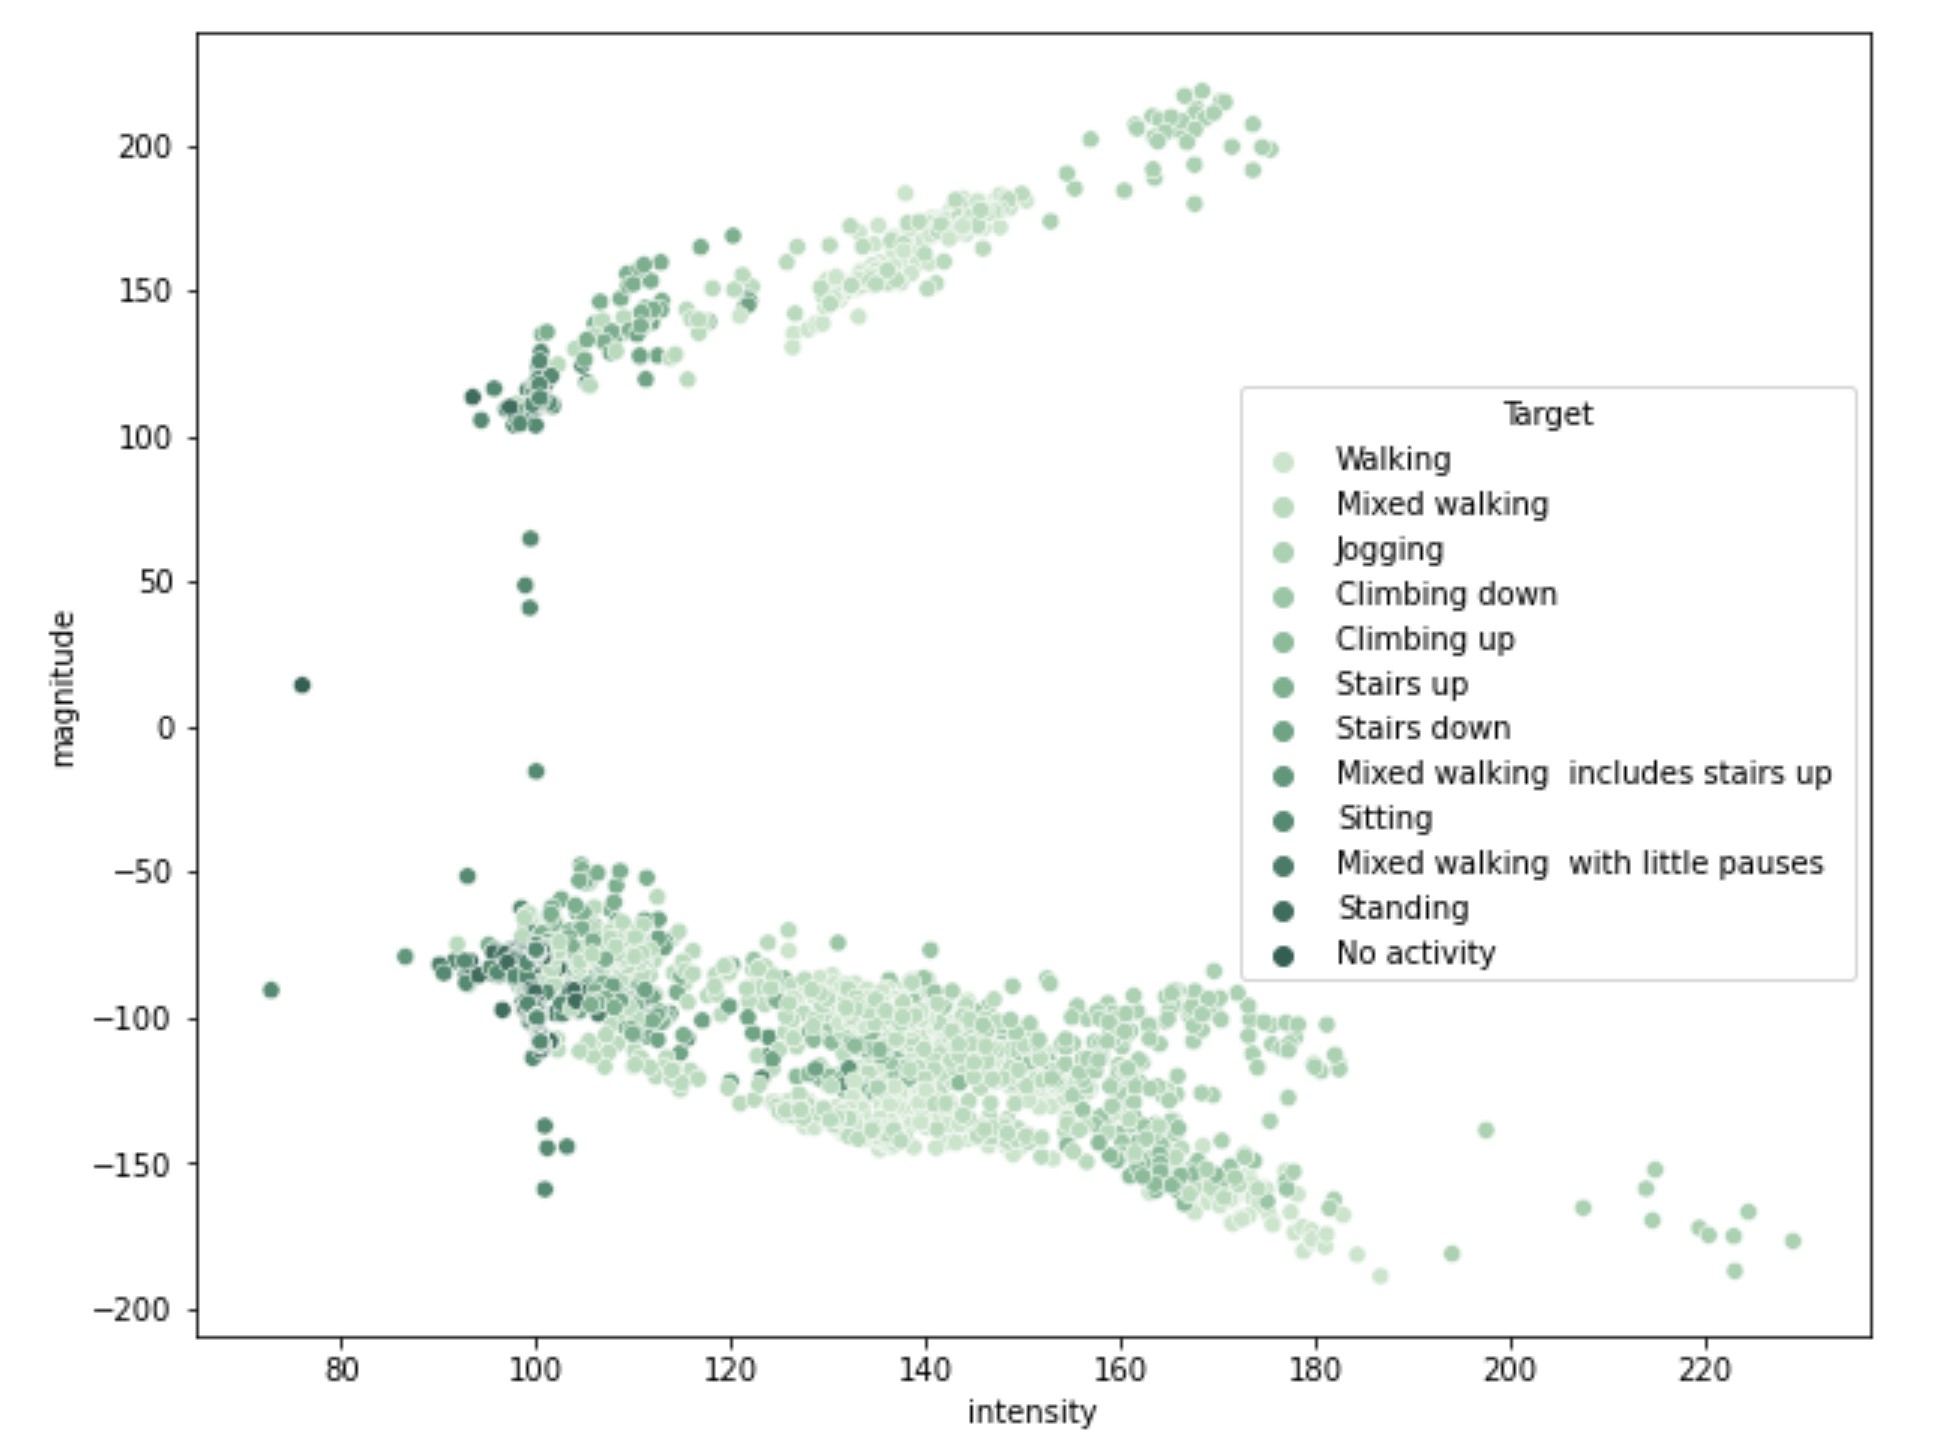 200
150
100
50
0
−50
−100
−150
−200
magnitude
80 100 120 140 160 180 200 220
intensity
Target
Walking
Mixed walking
Jogging
Climbing down
Climbing up
Stairs up
Stairs down
Mixed walking  includes stairs up
Sitting
Mixed walking  with little pauses
Standing
No activity